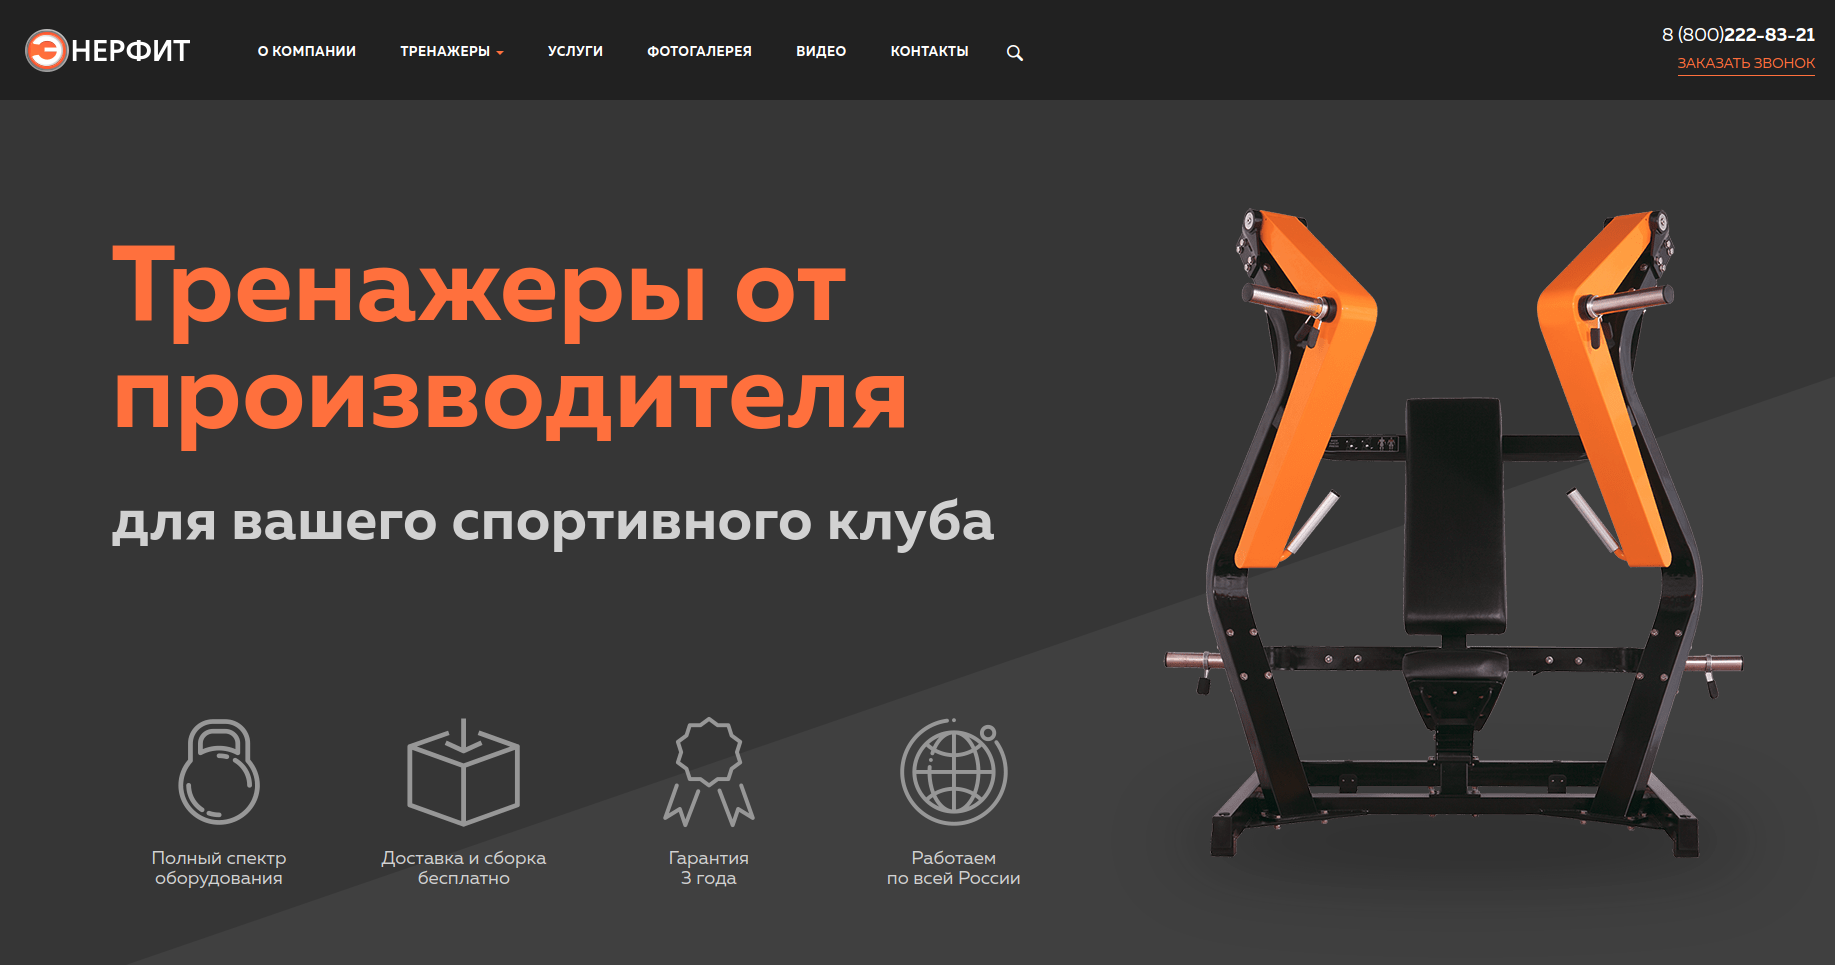 ЭНЕРФИТ
О КОМПАНИИ
ТРЕНАЖЕРЫ
УСЛУГИ
ФОТОГАЛЕРЕЯ
ВИДЕО
КОНТАКТЫ
8 (800)222-83-21
ЗАКАЗАТЬ ЗВОНОК
Тренажеры от
производителя
для вашего спортивного клуба
Полный спектр
оборудования
Доставка и сборка
бесплатно
Гарантия
3 года
Работаем
по всей России